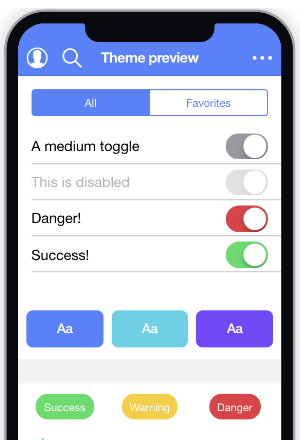 Theme preview
All Favorites
A medium toggle
This is disabled
Danger!
Success!
Aa Aa Aa
Success Warning Danger